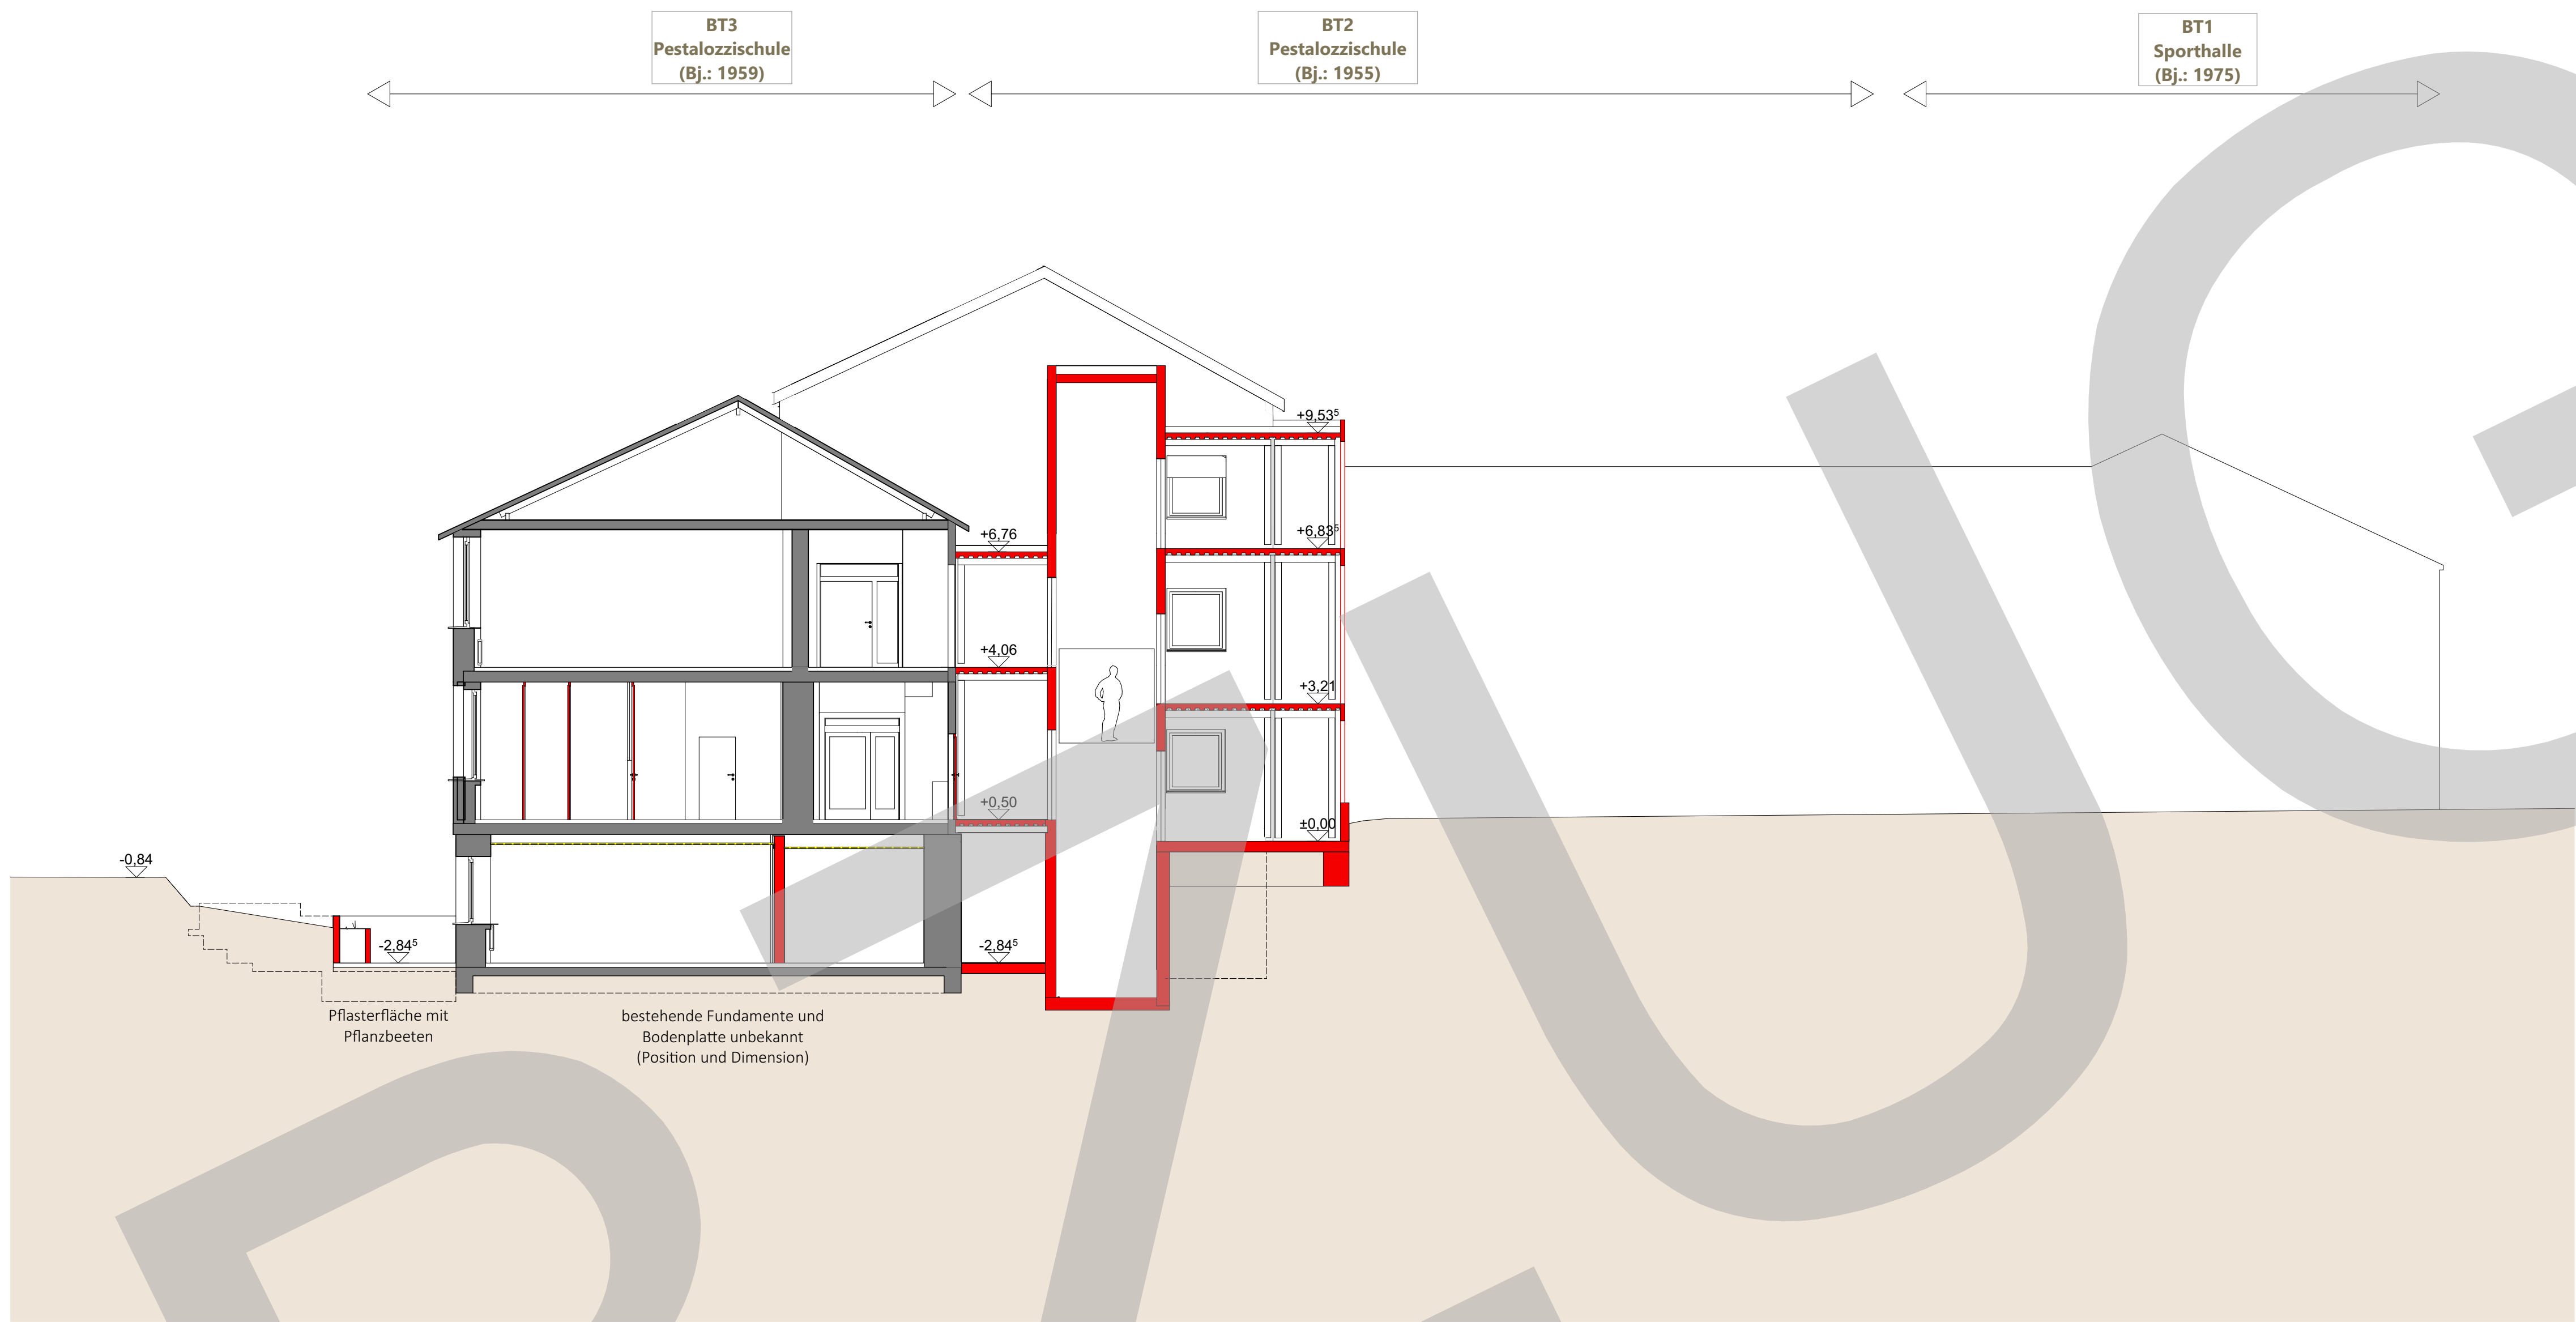 BT3
Pestalozzischule
(Bj.: 1959)
BT2
Pestalozzischule
(Bj.: 1955)
BT1
Sporthalle
(Bj.: 1975)
+9,53⁵
+6,76
+6,83⁵
+4,06
+3,21
+0,50
±0,00
-0,84
-2,84⁵
-2,84⁵
Pflasterfläche mit
Pflanzbeeten
bestehende Fundamente und
Bodenplatte unbekannt
(Position und Dimension)